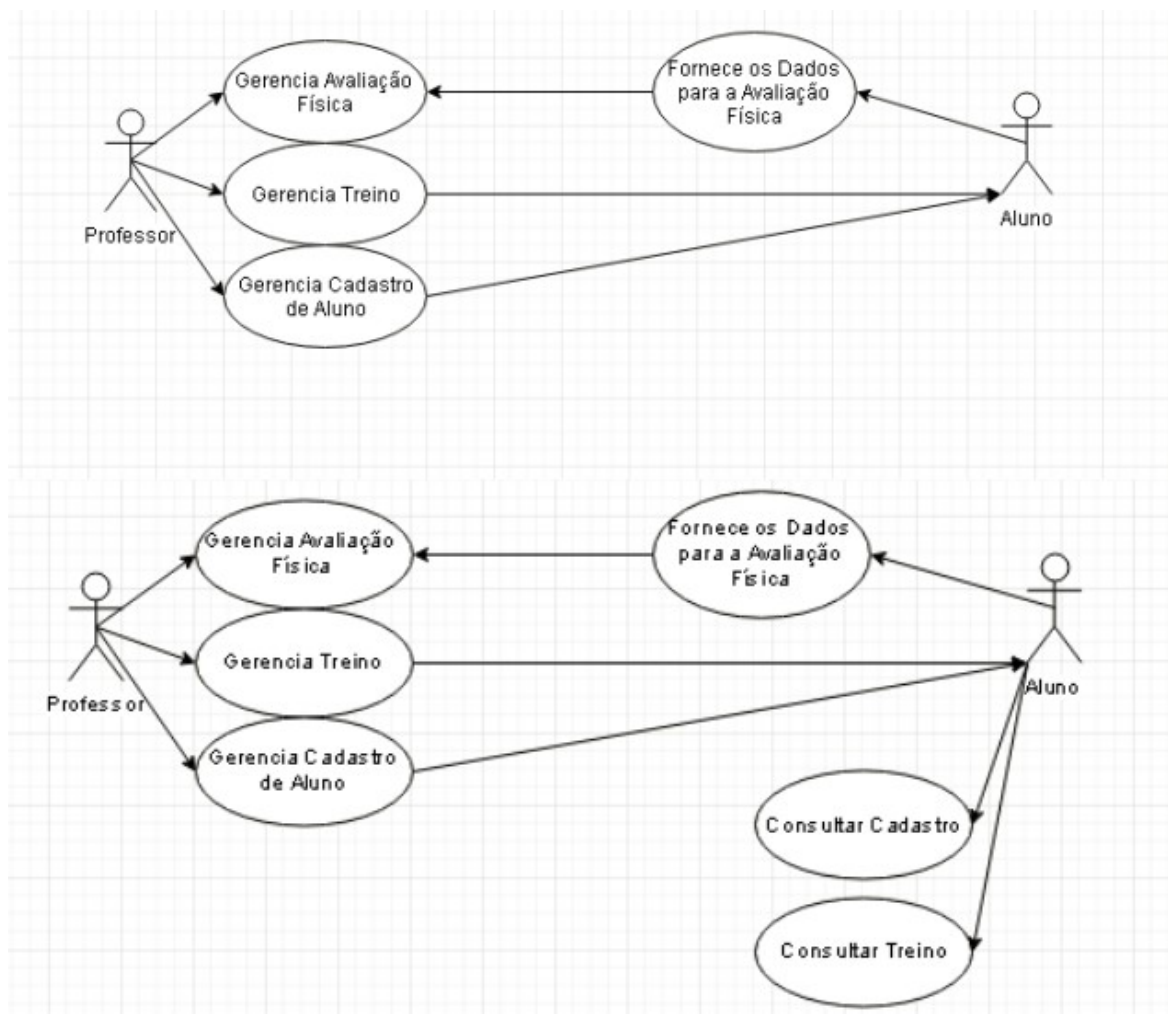 Gerencia Avaliação
Física
Fornece os Dados
para a Avaliação
Física
Gerencia Treino
Professor
Aluno
Gerencia Cadastro
de Aluno
Gerencia Avaliação
Física
Fornece os Dados
para a Avaliação
Física
Gerencia Treino
Professor
Aluno
Gerencia Cadastro
de Aluno
Consultar Cadastro
Consultar Treino